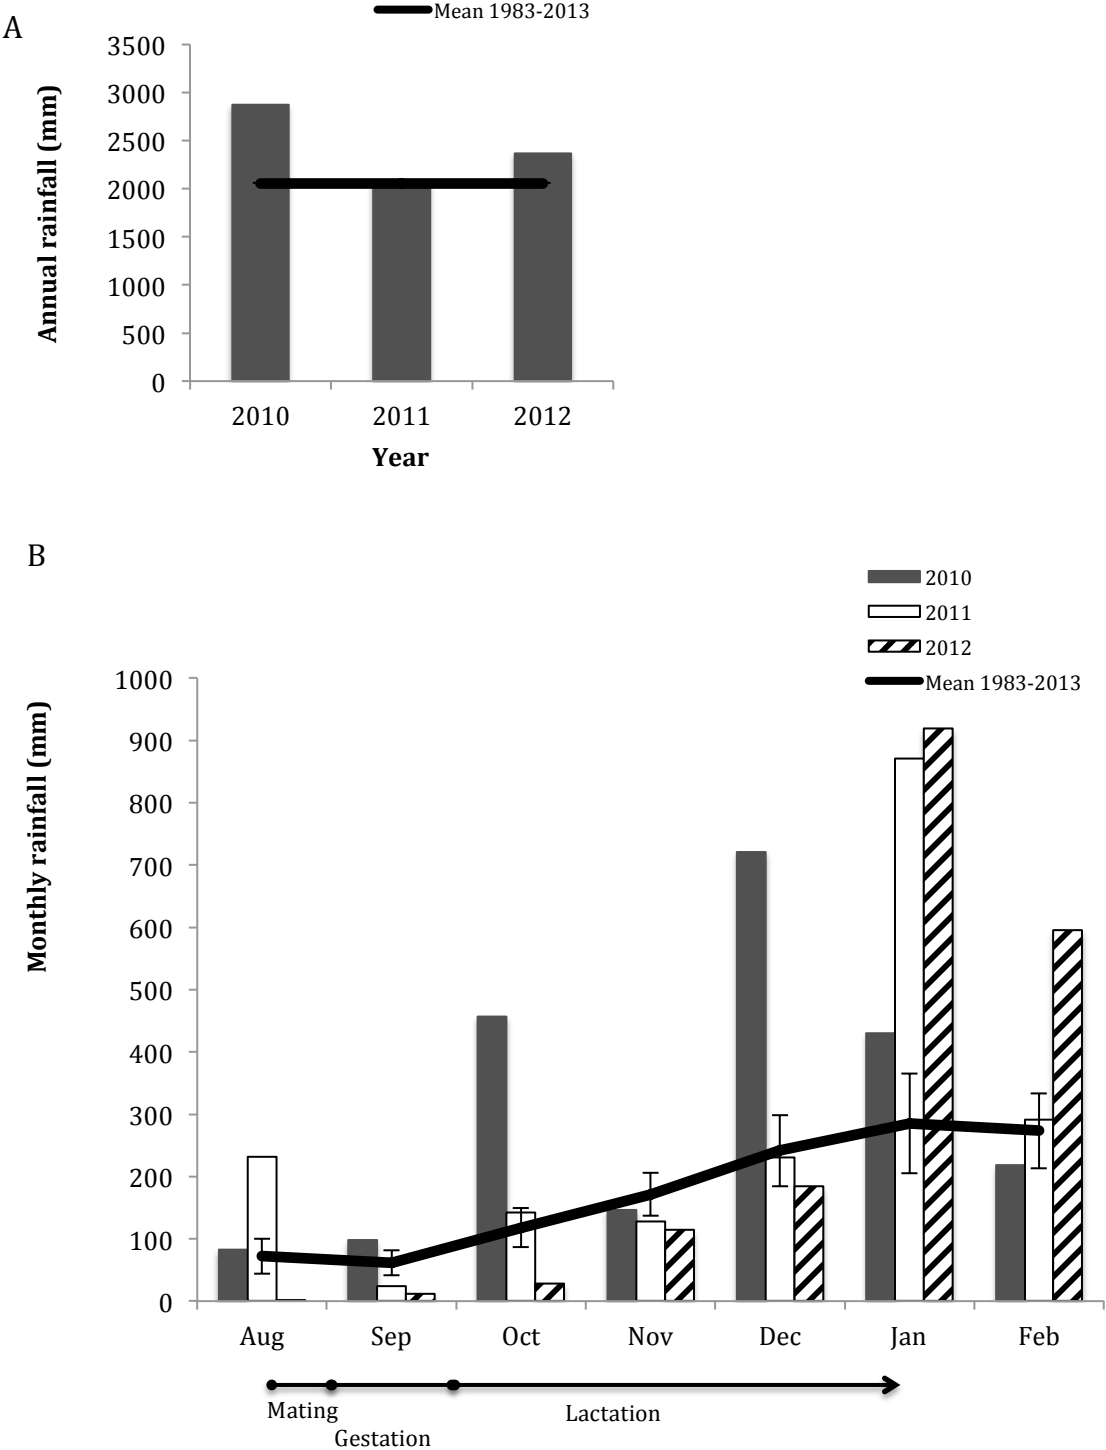 A
Mean 1983-2013
3500
3000
2500
2000
1500
1000
500
0
Annual rainfall (mm)
2010 2011 2012
Year
B
2010
2011
2012
Mean 1983-2013
1000
900
800
700
600
500
400
300
200
100
0
Monthly rainfall (mm)
Aug Sep Oct Nov Dec Jan Feb
Mating
Gestation
Lactation